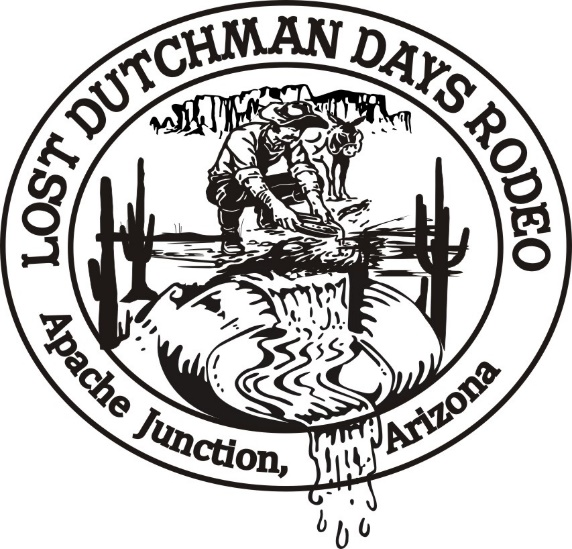 LOST DUTCHMAN DAYS RODEO
Apache Junction, Arizona